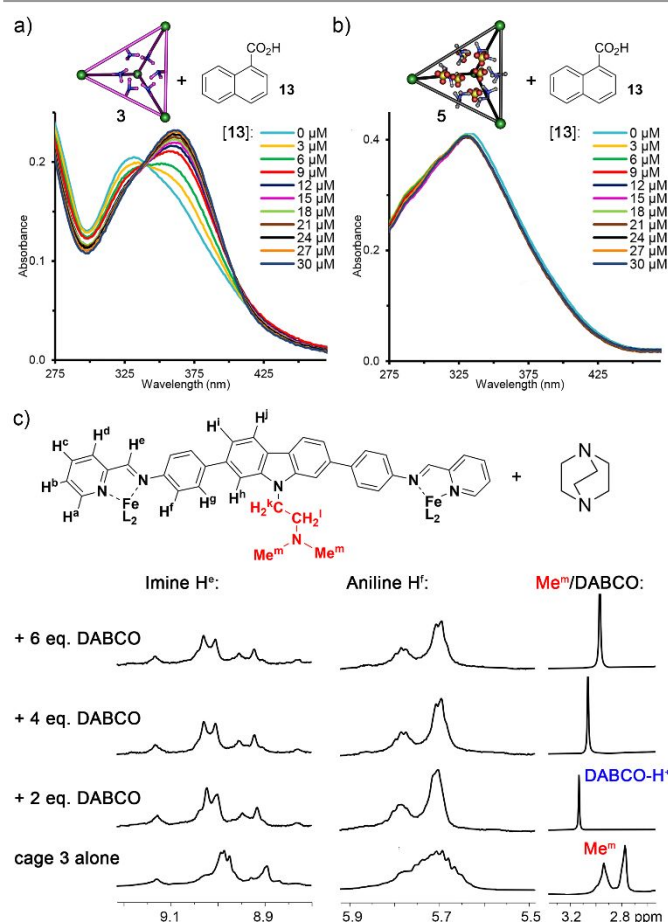 a)
CO₂H
+
3
13
[13]:
0 µM
3 µM
6 µM
9 µM
12 µM
15 µM
18 µM
21 µM
24 µM
27 µM
30 µM
0.2
0.1
0.0
Absorbance
275 325 375 425
Wavelength (nm)
b)
CO₂H
+
5
13
[13]:
0 µM
3 µM
6 µM
9 µM
12 µM
15 µM
18 µM
21 µM
24 µM
27 µM
30 µM
0.4
0.2
0.0
Absorbance
275 325 375 425
Wavelength (nm)
c)
Hᵃ Hᵇ Hᶜ Hᵈ Hᵉ Hᶠ Hᵍ Hʰ Hⁱ Hʲ
N N Fe L₂
N
H₂Cᵏ
CH₂ˡ
N
Meᵐ Meᵐ
N N Fe L₂
+
N N
Imine Hᵉ: Aniline Hᶠ: Meᵐ/DABCO:
+ 6 eq. DABCO
+ 4 eq. DABCO
+ 2 eq. DABCO
DABCO-H⁺
cage 3 alone
Meᵐ
9.1 8.9 5.9 5.7 5.5 3.2 2.8 ppm